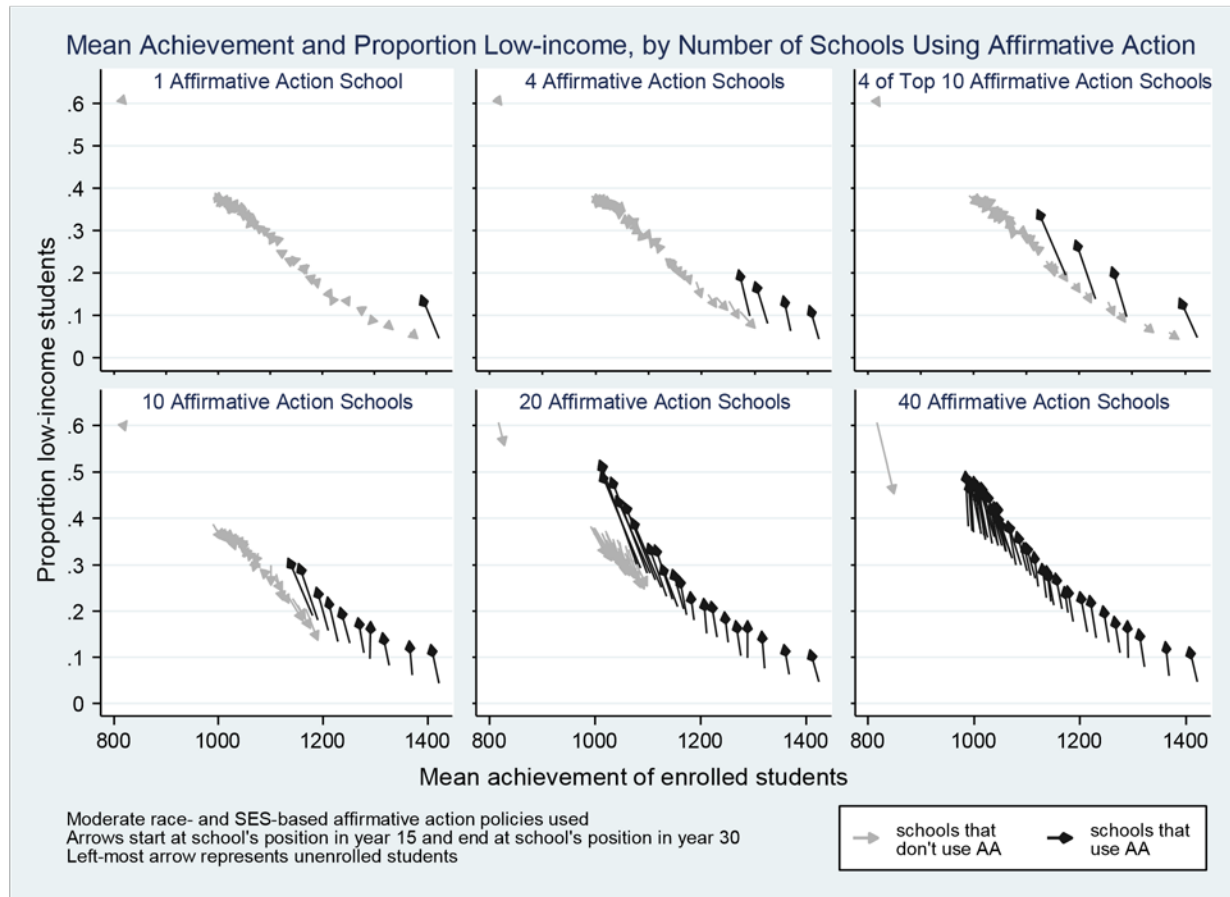 Mean Achievement and Proportion Low-income, by Number of Schools Using Affirmative Action
1 Affirmative Action School
4 Affirmative Action Schools
4 of Top 10 Affirmative Action Schools
.6
.5
.4
.3
.2
.1
0
10 Affirmative Action Schools
20 Affirmative Action Schools
40 Affirmative Action Schools
.6
.5
.4
.3
.2
.1
0
Proportion low-income students
800 1000 1200 1400
800 1000 1200 1400
800 1000 1200 1400
Mean achievement of enrolled students
Moderate race- and SES-based affirmative action policies used
Arrows start at school's position in year 15 and end at school's position in year 30
Left-most arrow represents unenrolled students
schools that
don't use AA
schools that
use AA